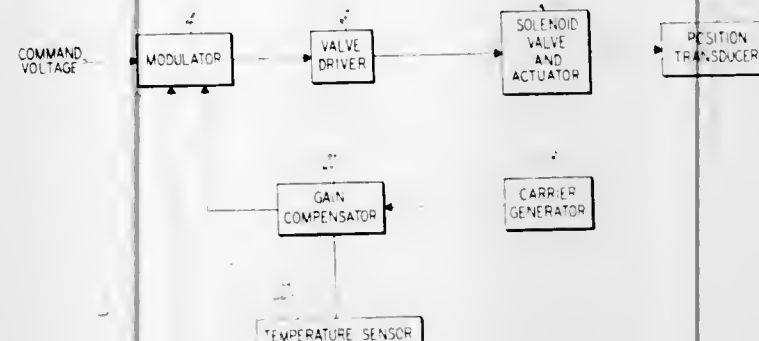 COMMAND
VOLTAGE
MODULATOR
VALVE
DRIVER
SOLENOID
VALVE
AND
ACTUATOR
POSITION
TRANSDUCER
GAIN
COMPENSATOR
CARRIER
GENERATOR
TEMPERATURE SENSOR